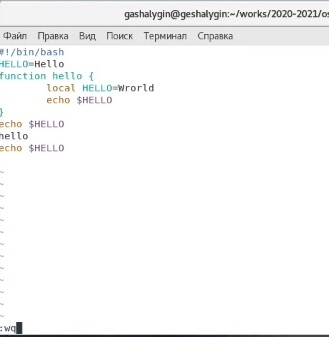 gashalygin@geshalygin:~/works/2020-2021/os
Файл Правка Вид Поиск Терминал Справка
#!/bin/bash
HELLO=Hello
function hello {
        local HELLO=Wrorld
        echo $HELLO
}
echo $HELLO
hello
echo $HELLO
~
~
~
~
~
~
~
~
~
~
~
~
~
:wq